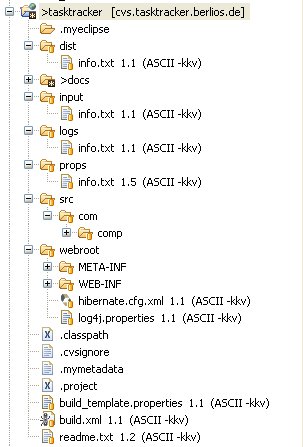 >tasktracker [cvs.tasktracker.berlios.de]
.myeclipse
dist
info.txt 1.1 (ASCII -kkv)
>docs
input
info.txt 1.1 (ASCII -kkv)
logs
info.txt 1.1 (ASCII -kkv)
props
info.txt 1.5 (ASCII -kkv)
src
com
comp
webroot
META-INF
WEB-INF
hibernate.cfg.xml 1.1 (ASCII -kkv)
log4j.properties 1.1 (ASCII -kkv)
.classpath
.cvsignore
.mymetadata
.project
build_template.properties 1.1 (ASCII -kkv)
build.xml 1.1 (ASCII -kkv)
readme.txt 1.2 (ASCII -kkv)